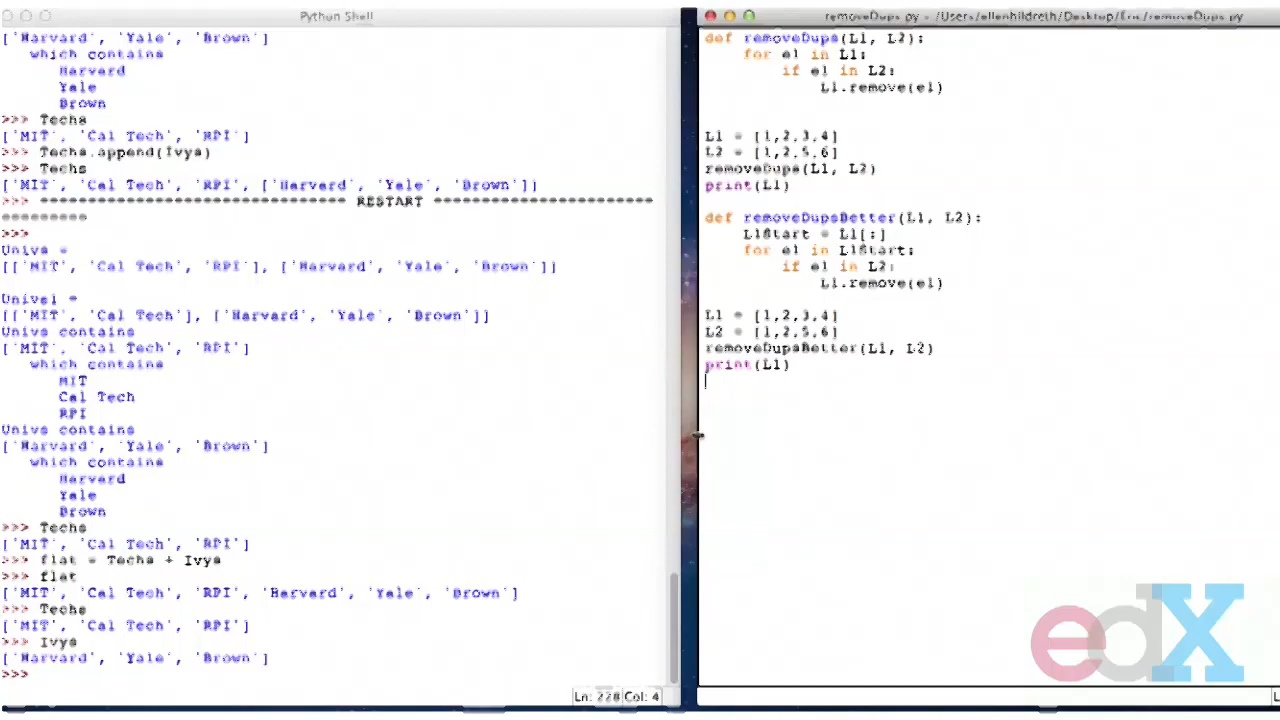 Python Shell
['Harvard', 'Yale', 'Brown']
   which contains
      Harvard
      Yale
      Brown
>>> Techs
['MIT', 'Cal Tech', 'RPI']
>>> Techs.append(Ivys)
>>> Techs
['MIT', 'Cal Tech', 'RPI', ['Harvard', 'Yale', 'Brown']]
>>> ================================ RESTART =======================
=========
>>>
Univs =
[['MIT', 'Cal Tech', 'RPI'], ['Harvard', 'Yale', 'Brown']]
Univs1 =
[['MIT', 'Cal Tech'], ['Harvard', 'Yale', 'Brown']]
Univs contains
['MIT', 'Cal Tech', 'RPI']
   which contains
      MIT
      Cal Tech
      RPI
Univs contains
['Harvard', 'Yale', 'Brown']
   which contains
      Harvard
      Yale
      Brown
>>> Techs
['MIT', 'Cal Tech', 'RPI']
>>> flat = Techs + Ivys
>>> flat
['MIT', 'Cal Tech', 'RPI', 'Harvard', 'Yale', 'Brown']
>>> Techs
['MIT', 'Cal Tech', 'RPI']
>>> Ivys
['Harvard', 'Yale', 'Brown']
>>>
Ln: 228 Col: 4
removeDups.py - /Users/ellenhildreth/Desktop/Eric/removeDups.py
def removeDups(L1, L2):
    for e1 in L1:
        if e1 in L2:
            L1.remove(e1)
L1 = [1,2,3,4]
L2 = [1,2,5,6]
removeDups(L1, L2)
print(L1)
def removeDupsBetter(L1, L2):
    L1Start = L1[:]
    for e1 in L1Start:
        if e1 in L2:
            L1.remove(e1)
L1 = [1,2,3,4]
L2 = [1,2,5,6]
removeDupsBetter(L1, L2)
print(L1)
edX